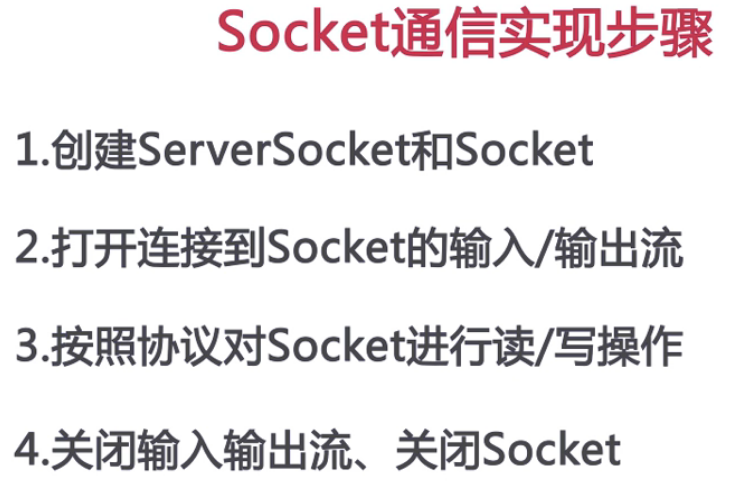 Socket通信实现步骤
1.创建ServerSocket和Socket
2.打开连接到Socket的输入/输出流
3.按照协议对Socket进行读/写操作
4.关闭输入输出流、关闭Socket